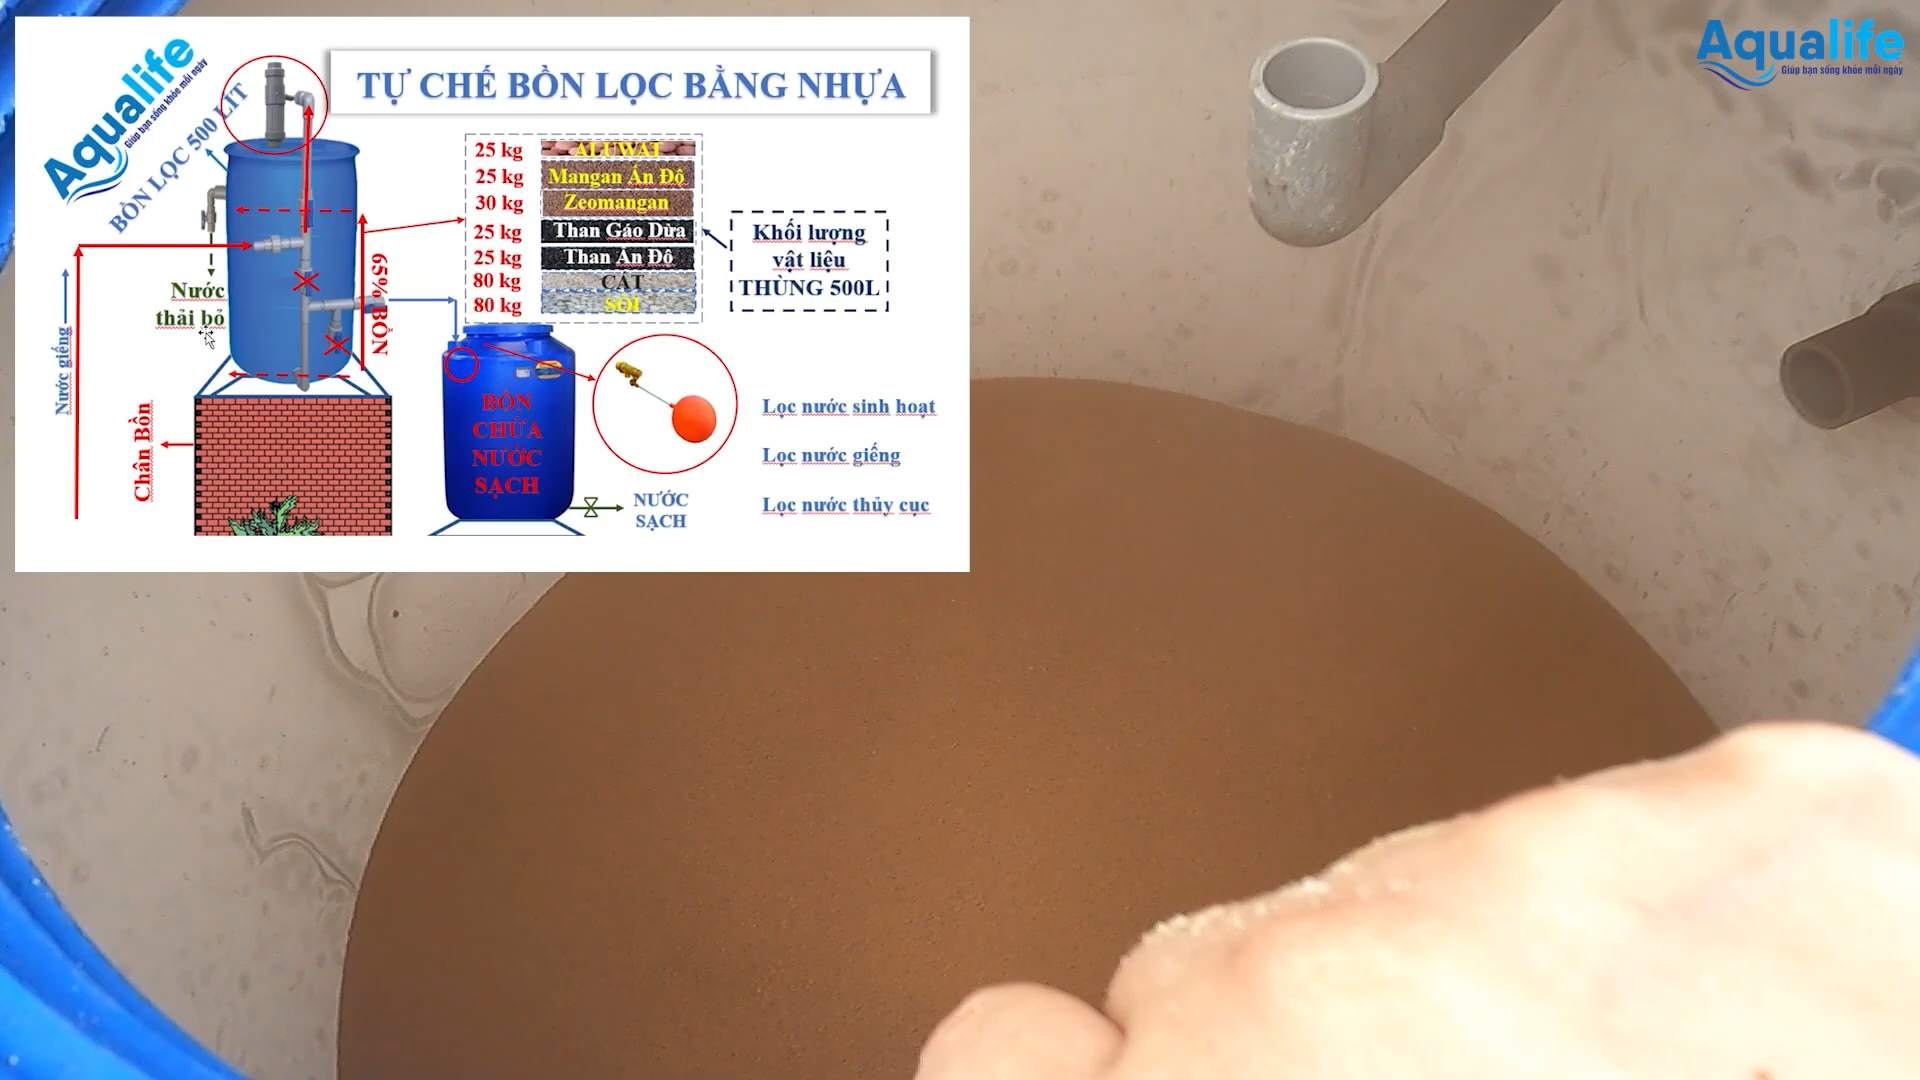 Aqualife
Giúp bạn sống khỏe mỗi ngày
BỒN LỌC 500 LIT
TỰ CHẾ BỒN LỌC BẰNG NHỰA
25 kg ALUWAT
25 kg Mangan Ấn Độ
30 kg Zeomangan
25 kg Than Gáo Dừa
25 kg Than Ấn Độ
80 kg CÁT
80 kg SỎI
Khối lượng
vật liệu
THÙNG 500L
65% BỒN
Nước
thải bỏ
Nước giếng
Chân Bồn
BỒN
CHỨA
NƯỚC
SẠCH
NƯỚC
SẠCH
Lọc nước sinh hoạt
Lọc nước giếng
Lọc nước thủy cục
Aqualife
Giúp bạn sống khỏe mỗi ngày